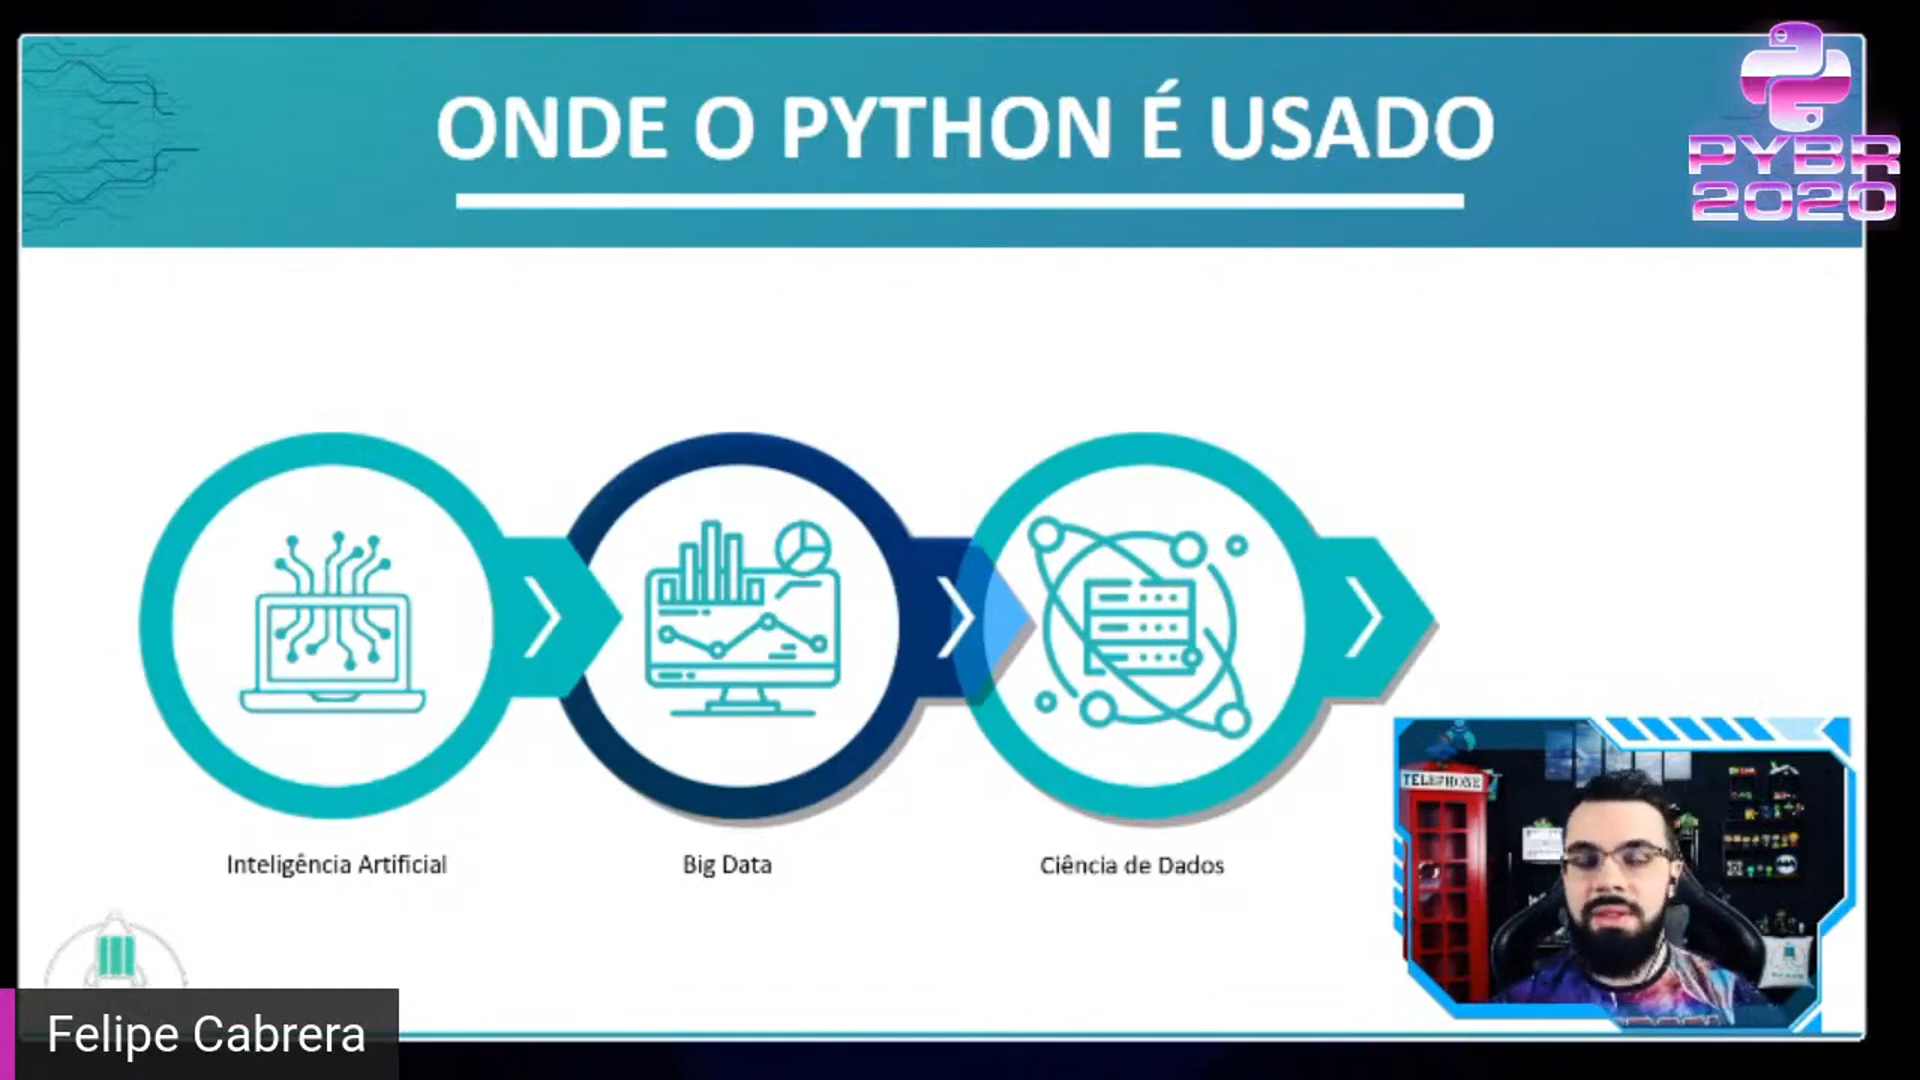 ONDE O PYTHON É USADO
PYBR
2020
Inteligência Artificial
Big Data
Ciência de Dados
TELEPHONE
Felipe Cabrera